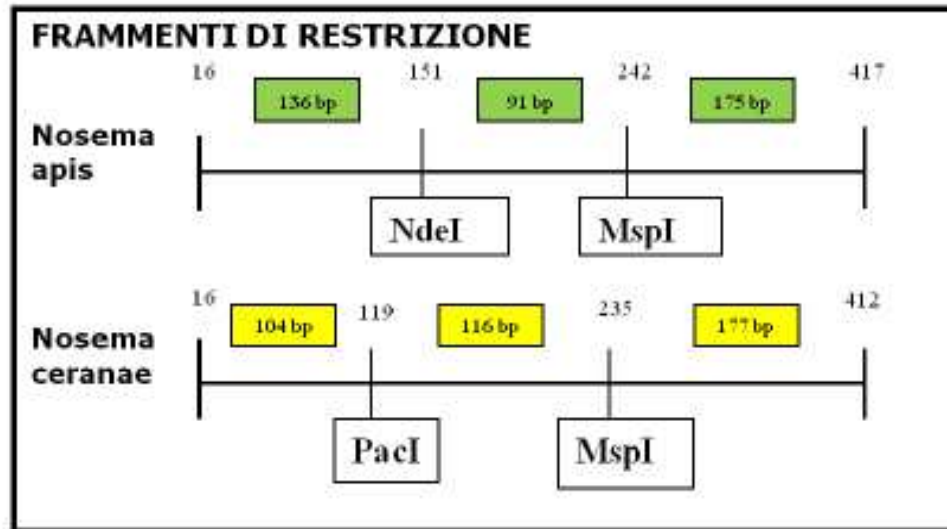 FRAMMENTI DI RESTRIZIONE
16 151 242 417
136 bp 91 bp 175 bp
Nosema
apis
NdeI MspI
16 119 235 412
104 bp 116 bp 177 bp
Nosema
ceranae
PacI MspI